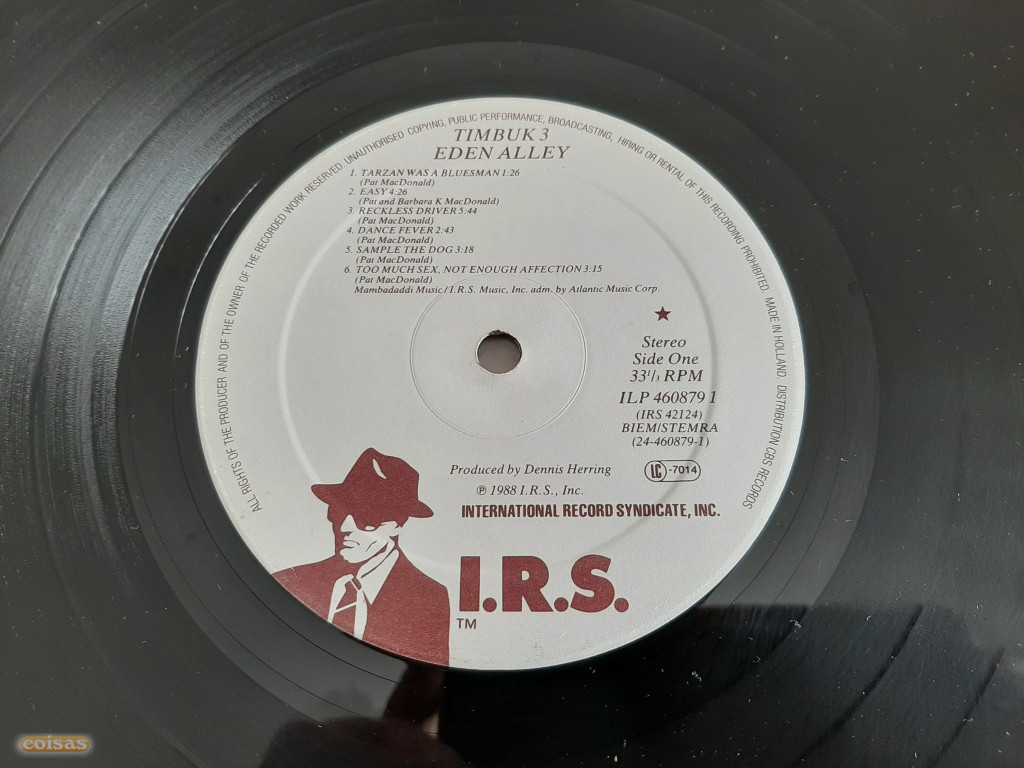 ALL RIGHTS OF THE PRODUCER AND OF THE OWNER OF THE RECORDED WORK RESERVED. UNAUTHORISED COPYING, PUBLIC PERFORMANCE, BROADCASTING, HIRING OR RENTAL OF THIS RECORDING PROHIBITED. MADE IN HOLLAND DISTRIBUTION CBS RECORDS
TIMBUK 3
EDEN ALLEY
1. TARZAN WAS A BLUESMAN 1:26
(Pat MacDonald)
2. EASY 4:26
(Pat and Barbara K MacDonald)
3. RECKLESS DRIVER 5:44
(Pat MacDonald)
4. DANCE FEVER 2:43
(Pat MacDonald)
5. SAMPLE THE DOG 3:18
(Pat MacDonald)
6. TOO MUCH SEX, NOT ENOUGH AFFECTION 3:15
(Pat MacDonald)
Mambadaddi Music / I.R.S. Music, Inc. adm. by Atlantic Music Corp.
★
Stereo
Side One
33⅓ RPM
ILP 460879 1
(IRS 42124)
BIEM/STEMRA
(24-460879-1)
Produced by Dennis Herring
LC-7014
℗ 1988 I.R.S., Inc.
INTERNATIONAL RECORD SYNDICATE, INC.
I.R.S.
TM
coisas